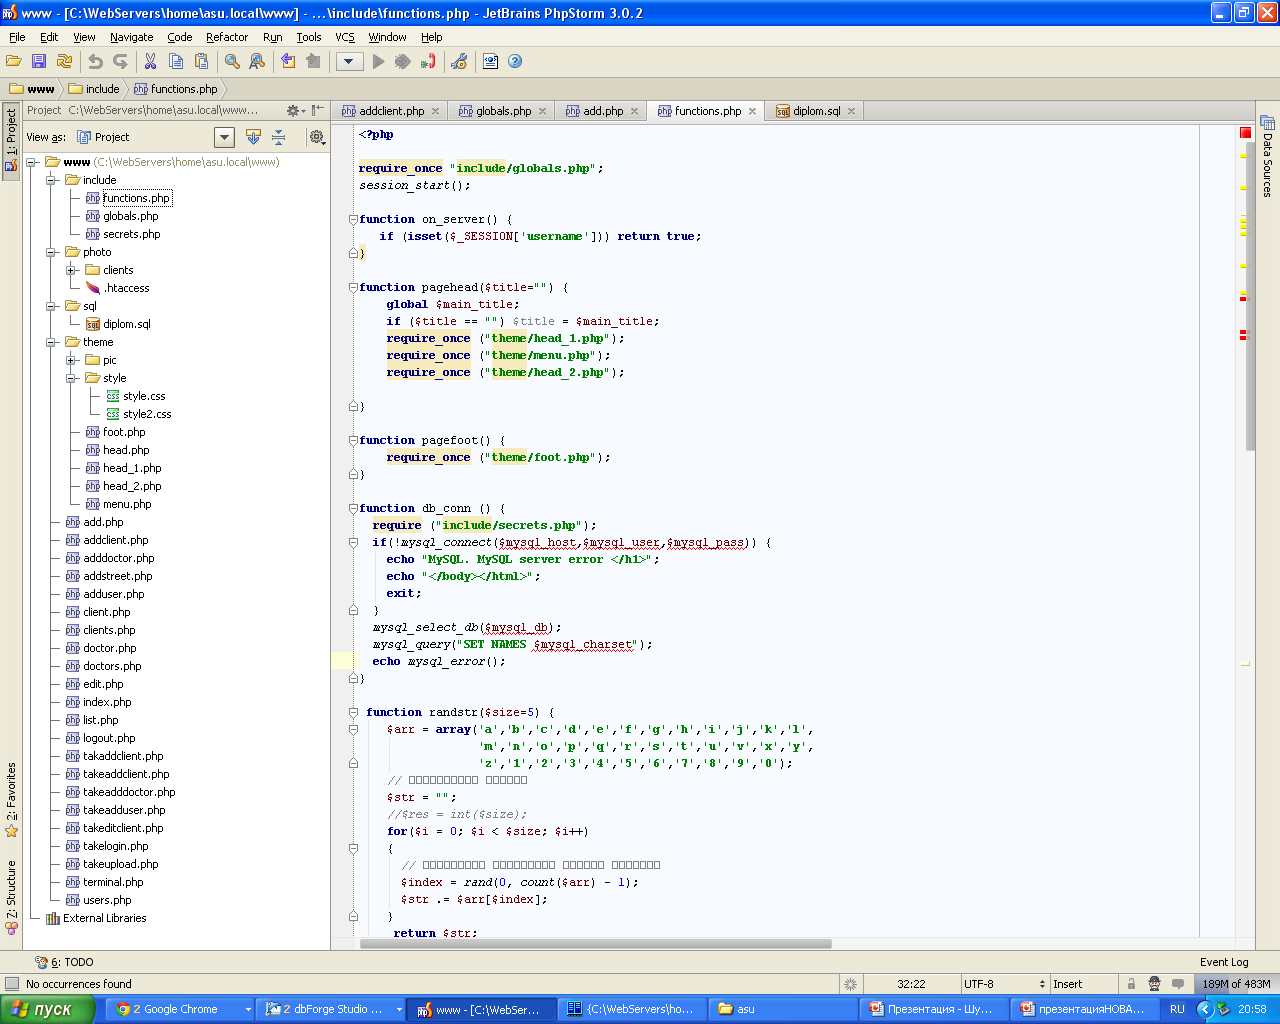 www - [C:\WebServers\home\asu.local\www] - ...\include\functions.php - JetBrains PhpStorm 3.0.2
File Edit View Navigate Code Refactor Run Tools VCS Window Help
www include functions.php
Project C:\WebServers\home\asu.local\www...
View as: Project
1: Project
2: Favorites
7: Structure
www (C:\WebServers\home\asu.local\www)
include
functions.php
globals.php
secrets.php
photo
clients
.htaccess
sql
diplom.sql
theme
pic
style
style.css
style2.css
foot.php
head.php
head_1.php
head_2.php
menu.php
add.php
addclient.php
adddoctor.php
addstreet.php
adduser.php
client.php
clients.php
doctor.php
doctors.php
edit.php
index.php
list.php
logout.php
takaddclient.php
takeaddclient.php
takeadddoctor.php
takeadduser.php
takeditclient.php
takelogin.php
takeupload.php
terminal.php
users.php
External Libraries
addclient.php globals.php add.php functions.php diplom.sql
<?php
require_once "include/globals.php";
session_start();
function on_server() {
if (isset($_SESSION['username'])) return true;
}
function pagehead($title="") {
global $main_title;
if ($title == "") $title = $main_title;
require_once ("theme/head_1.php");
require_once ("theme/menu.php");
require_once ("theme/head_2.php");
}
function pagefoot() {
require_once ("theme/foot.php");
}
function db_conn () {
require ("include/secrets.php");
if(!mysql_connect($mysql_host,$mysql_user,$mysql_pass)) {
echo "MySQL. MySQL server error </h1>";
echo "</body></html>";
exit;
}
mysql_select_db($mysql_db);
mysql_query("SET NAMES $mysql_charset");
echo mysql_error();
}
function randstr($size=5) {
$arr = array('a','b','c','d','e','f','g','h','i','j','k','l',
'm','n','o','p','q','r','s','t','u','v','x','y',
'z','1','2','3','4','5','6','7','8','9','0');
//
$str = "";
//$res = int($size);
for($i = 0; $i < $size; $i++)
{
//
$index = rand(0, count($arr) - 1);
$str .= $arr[$index];
}
return $str;
Data Sources
6: TODO
Event Log
No occurrences found
32:22 UTF-8 Insert 189M of 483M
пуск
2 Google Chrome
2 dbForge Studio ...
www - [C:\WebSer...
{C:\WebServers\ho...
asu
Презентация - Шу...
презентацияНОВА...
RU
20:58